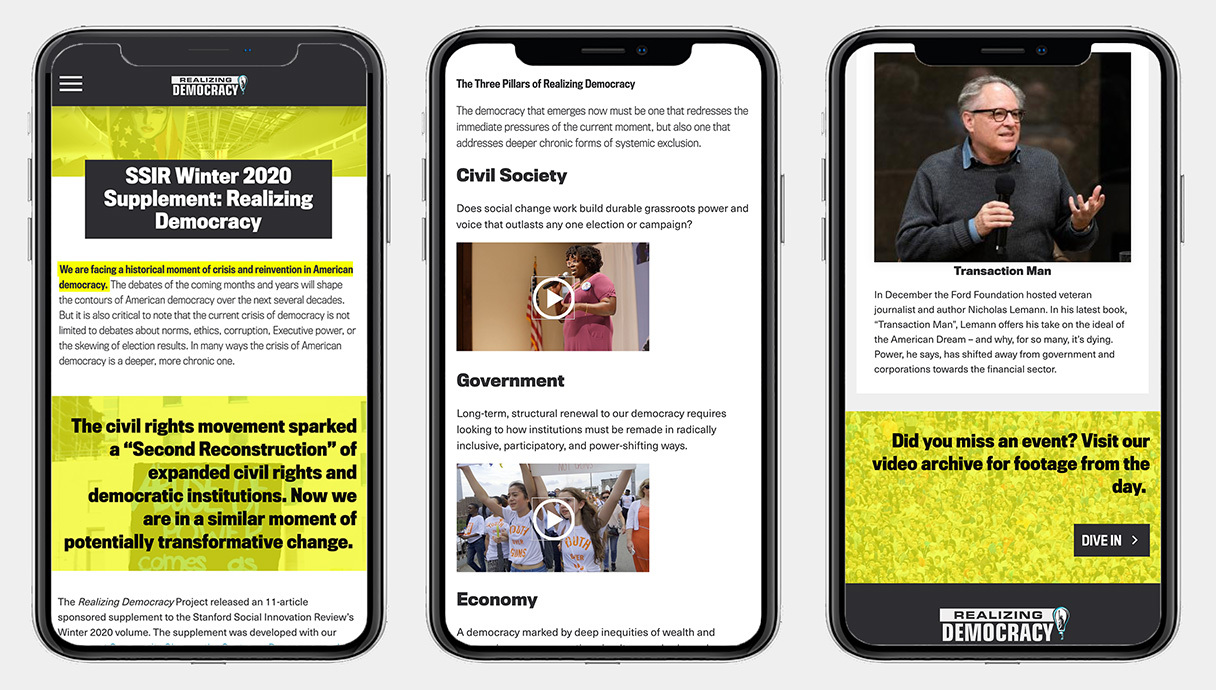 REALIZING
DEMOCRACY
SSIR Winter 2020
Supplement: Realizing
Democracy
We are facing a historical moment of crisis and reinvention in American
democracy. The debates of the coming months and years will shape
the contours of American democracy over the next several decades.
But it is also critical to note that the current crisis of democracy is not
limited to debates about norms, ethics, corruption, Executive power, or
the skewing of election results. In many ways the crisis of American
democracy is a deeper, more chronic one.
The civil rights movement sparked
a “Second Reconstruction” of
expanded civil rights and
democratic institutions. Now we
are in a similar moment of
potentially transformative change.
comes as
The Realizing Democracy Project released an 11-article
sponsored supplement to the Stanford Social Innovation Review’s
Winter 2020 volume. The supplement was developed with our
The Three Pillars of Realizing Democracy
The democracy that emerges now must be one that redresses the
immediate pressures of the current moment, but also one that
addresses deeper chronic forms of systemic exclusion.
Civil Society
Does social change work build durable grassroots power and
voice that outlasts any one election or campaign?
Government
Long-term, structural renewal to our democracy requires
looking to how institutions must be remade in radically
inclusive, participatory, and power-shifting ways.
YOUTH
OVER
GUNS
YOUTH
OVER
Economy
A democracy marked by deep inequities of wealth and
Transaction Man
In December the Ford Foundation hosted veteran
journalist and author Nicholas Lemann. In his latest book,
“Transaction Man”, Lemann offers his take on the ideal of
the American Dream – and why, for so many, it’s dying.
Power, he says, has shifted away from government and
corporations towards the financial sector.
Did you miss an event? Visit our
video archive for footage from the
day.
DIVE IN
REALIZING
DEMOCRACY